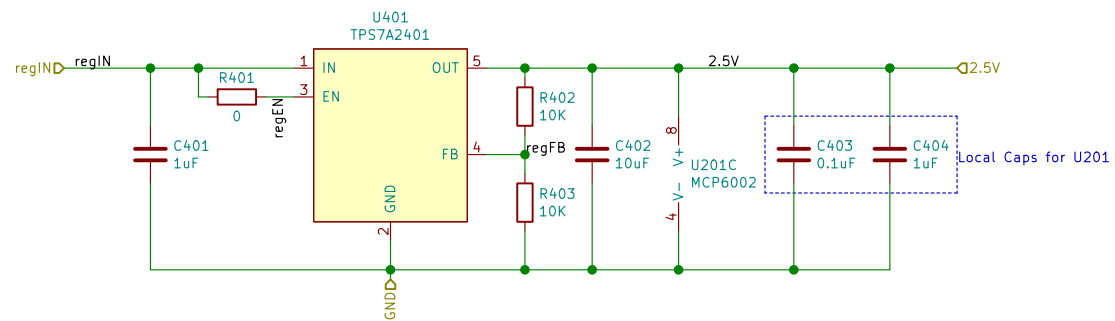 U401
TPS7A2401
regIN
regIN
1
IN
OUT
5
2.5V
2.5V
R401
0
3
EN
regEN
R402
10K
4
FB
regFB
C401
1uF
C402
10uF
8
V+
V-
4
U201C
MCP6002
C403
0.1uF
C404
1uF
Local Caps for U201
R403
10K
GND
2
GND